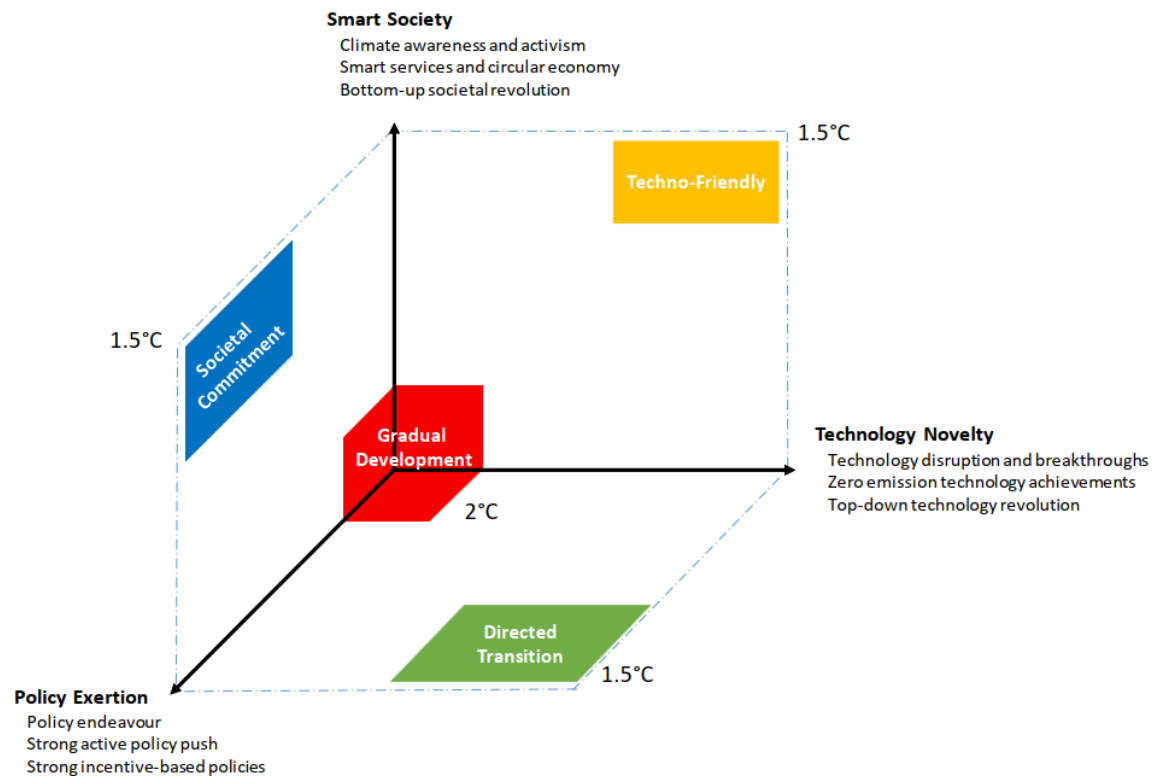 Smart Society
Climate awareness and activism
Smart services and circular economy
Bottom-up societal revolution
1.5°C
Techno-Friendly
1.5°C
Societal
Commitment
Gradual
Development
2°C
Technology Novelty
Technology disruption and breakthroughs
Zero emission technology achievements
Top-down technology revolution
Directed
Transition
1.5°C
Policy Exertion
Policy endeavour
Strong active policy push
Strong incentive-based policies